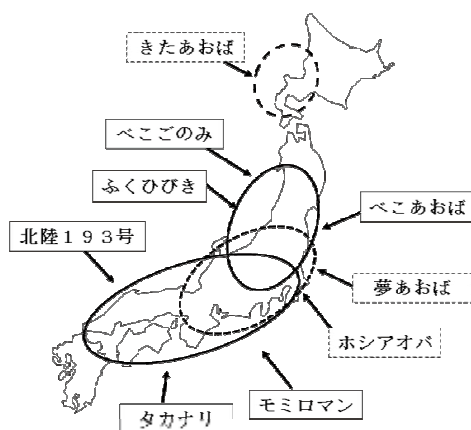 きたあおば
べこごのみ
ふくひびき
べこあおば
北陸１９３号
夢あおば
ホシアオバ
モミロマン
タカナリ